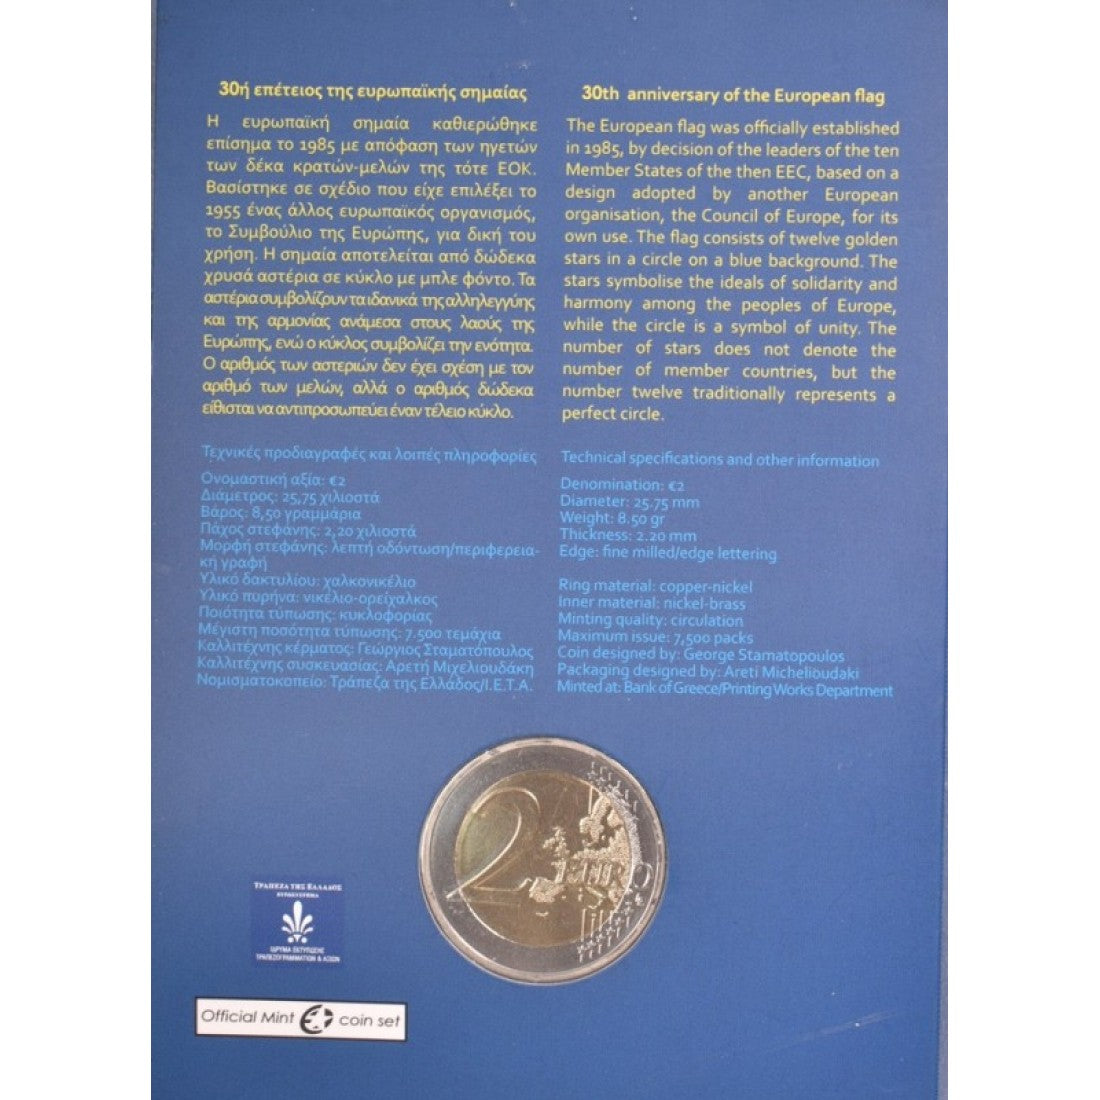 30ή επέτειος της ευρωπαϊκής σημαίας
Η ευρωπαϊκή σημαία καθιερώθηκε
επίσημα το 1985 με απόφαση των ηγετών
των δέκα κρατών-μελών της τότε ΕΟΚ.
Βασίστηκε σε σχέδιο που είχε επιλέξει το
1955 ένας άλλος ευρωπαϊκός οργανισμός,
το Συμβούλιο της Ευρώπης, για δική του
χρήση. Η σημαία αποτελείται από δώδεκα
χρυσά αστέρια σε κύκλο με μπλε φόντο. Τα
αστέρια συμβολίζουν τα ιδανικά της αλληλεγγύης
και της αρμονίας ανάμεσα στους λαούς της
Ευρώπης, ενώ ο κύκλος συμβολίζει την ενότητα.
Ο αριθμός των αστεριών δεν έχει σχέση με τον
αριθμό των μελών, αλλά ο αριθμός δώδεκα
είθισται να αντιπροσωπεύει έναν τέλειο κύκλο.
Τεχνικές προδιαγραφές και λοιπές πληροφορίες
Ονομαστική αξία: €2
Διάμετρος: 25,75 χιλιοστά
Βάρος: 8,50 γραμμάρια
Πάχος στεφάνης: 2,20 χιλιοστά
Μορφή στεφάνης: λεπτή οδόντωση/περιφερεια-
κή γραφή
Υλικό δακτυλίου: χαλκονικέλιο
Υλικό πυρήνα: νικέλιο-ορείχαλκος
Ποιότητα τύπωσης: κυκλοφορίας
Μέγιστη ποσότητα τύπωσης: 7.500 τεμάχια
Καλλιτέχνης κέρματος: Γεώργιος Σταματόπουλος
Καλλιτέχνης συσκευασίας: Αρετή Μιχελιουδάκη
Νομισματοκοπείο: Τράπεζα της Ελλάδος/Ι.Ε.Τ.Α.
30th anniversary of the European flag
The European flag was officially established
in 1985, by decision of the leaders of the ten
Member States of the then EEC, based on a
design adopted by another European
organisation, the Council of Europe, for its
own use. The flag consists of twelve golden
stars in a circle on a blue background. The
stars symbolise the ideals of solidarity and
harmony among the peoples of Europe,
while the circle is a symbol of unity. The
number of stars does not denote the
number of member countries, but the
number twelve traditionally represents a
perfect circle.
Technical specifications and other information
Denomination: €2
Diameter: 25.75 mm
Weight: 8.50 gr
Thickness: 2.20 mm
Edge: fine milled/edge lettering
Ring material: copper-nickel
Inner material: nickel-brass
Minting quality: circulation
Maximum issue: 7,500 packs
Coin designed by: George Stamatopoulos
Packaging designed by: Areti Michelioudaki
Minted at: Bank of Greece/Printing Works Department
2 EURO
ΤΡΑΠΕΖΑ ΤΗΣ ΕΛΛΑΔΟΣ
ΕΥΡΩΣΥΣΤΗΜΑ
ΙΔΡΥΜΑ ΕΚΤΥΠΩΣΗΣ
ΤΡΑΠΕΖΟΓΡΑΜΜΑΤΙΩΝ & ΑΞΙΩΝ
Official Mint coin set